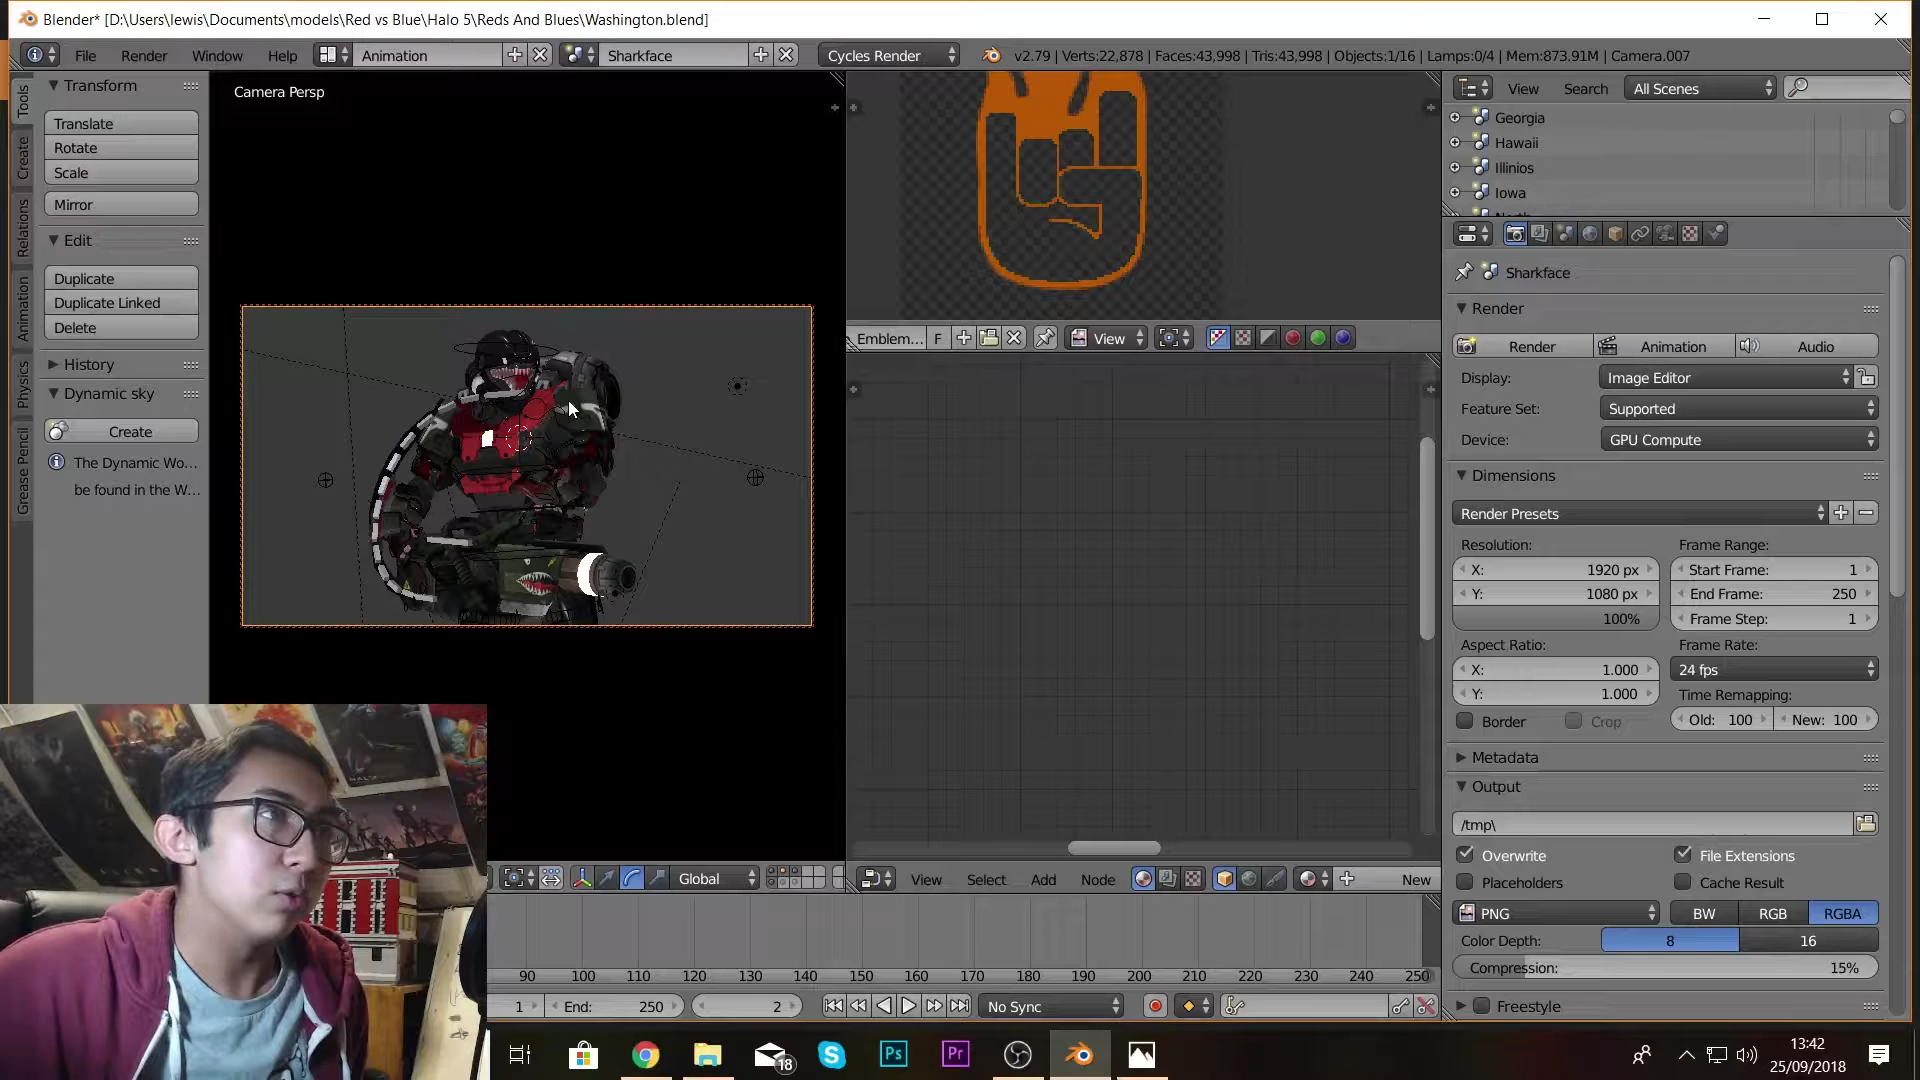 Blender* [D:\Users\lewis\Documents\models\Red vs Blue\Halo 5\Reds And Blues\Washington.blend]
File Render Window Help Animation Sharkface Cycles Render v2.79 | Verts:22,878 | Faces:43,998 | Tris:43,998 | Objects:1/16 | Lamps:0/4 | Mem:873.91M | Camera.007
Tools
Create
Relations
Animation
Physics
Grease Pencil
Transform
Translate
Rotate
Scale
Mirror
Edit
Duplicate
Duplicate Linked
Delete
History
Dynamic sky
Create
The Dynamic Wo...
be found in the W...
Camera Persp
Global
Emblem... F View
View Select Add Node New
90 100 110 120 130 140 150 160 170 180 190 200 210 220 230 240 250
1 End: 250 2 No Sync
View Search All Scenes
Georgia
Hawaii
Illinios
Iowa
Sharkface
Render
Render Animation Audio
Display: Image Editor
Feature Set: Supported
Device: GPU Compute
Dimensions
Render Presets
Resolution: Frame Range:
X: 1920 px Start Frame: 1
Y: 1080 px End Frame: 250
100% Frame Step: 1
Aspect Ratio: Frame Rate:
X: 1.000 24 fps
Y: 1.000 Time Remapping:
Border Crop Old: 100 New: 100
Metadata
Output
/tmp\
Overwrite File Extensions
Placeholders Cache Result
PNG BW RGB RGBA
Color Depth: 8 16
Compression: 15%
Freestyle
18 Ps Pr
13:42
25/09/2018